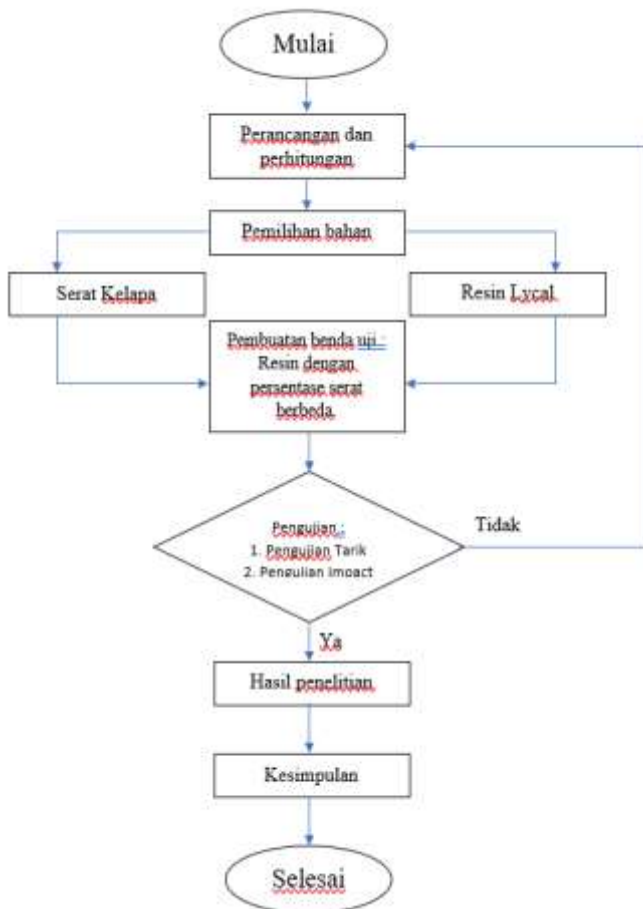 Mulai
Perancangan dan
perhitungan
Pemilihan bahan
Serat Kelapa
Resin Lycal
Pembuatan benda uji :
Resin dengan
persentase serat
berbeda
Pengujian :
1. Pengujian Tarik
2. Pengujian Impact
Tidak
Ya
Hasil penelitian
Kesimpulan
Selesai